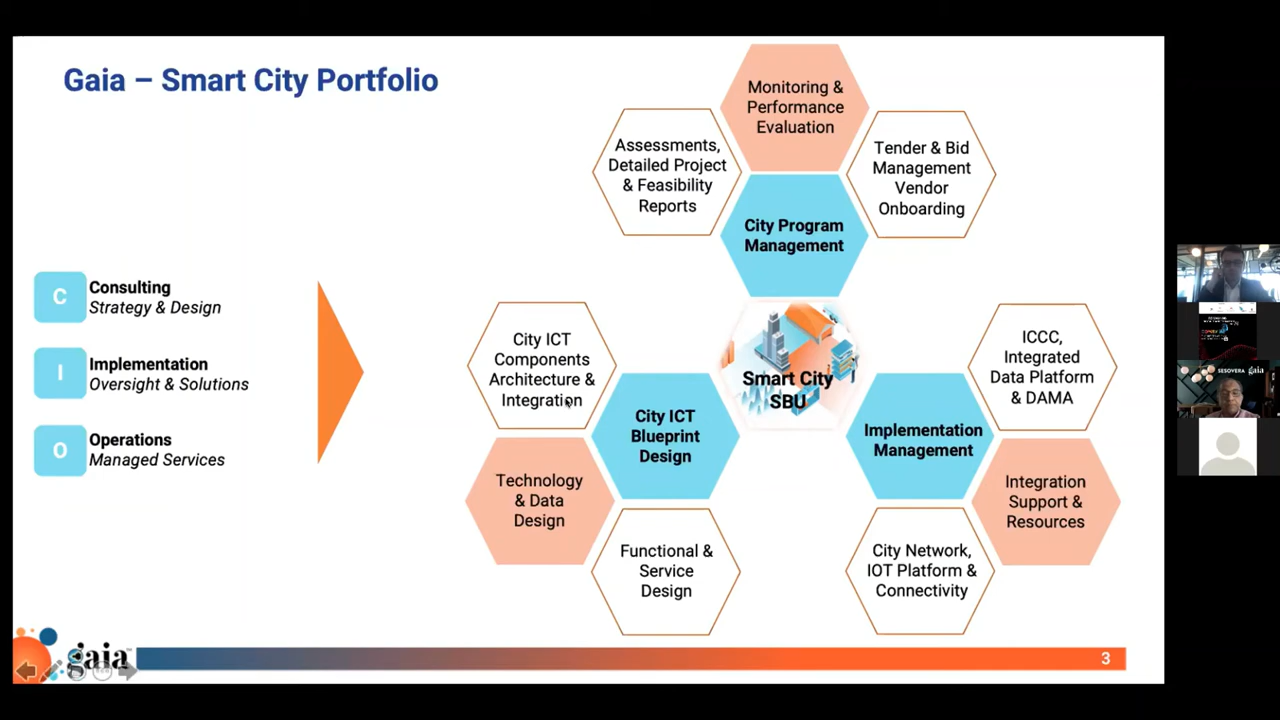 Gaia – Smart City Portfolio
Monitoring &
Performance
Evaluation
Assessments,
Detailed Project
& Feasibility
Reports
Tender & Bid
Management
Vendor
Onboarding
City Program
Management
C
Consulting
Strategy & Design
I
Implementation
Oversight & Solutions
O
Operations
Managed Services
City ICT
Components
Architecture &
Integration
City ICT
Blueprint
Design
Technology
& Data
Design
Functional &
Service
Design
Smart City
SBU
Implementation
Management
ICCC,
Integrated
Data Platform
& DAMA
Integration
Support &
Resources
City Network,
IOT Platform &
Connectivity
gaia
3
SESOVERA gaia